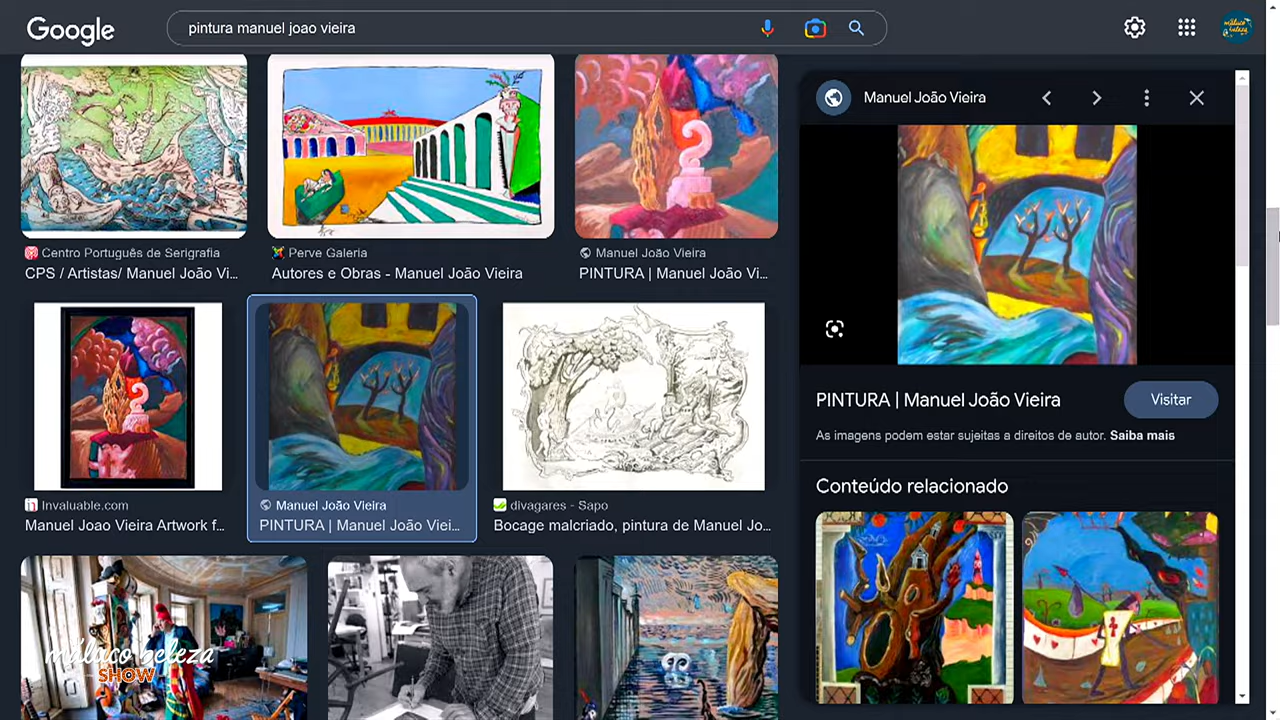 Google
pintura manuel joao vieira
Centro Português de Serigrafia
CPS / Artistas/ Manuel João Vi...
Perve Galeria
Autores e Obras - Manuel João Vieira
Manuel João Vieira
PINTURA | Manuel João Vi...
Invaluable.com
Manuel Joao Vieira Artwork f...
Manuel João Vieira
PINTURA | Manuel João Viei...
divagares - Sapo
Bocage malcriado, pintura de Manuel Jo...
maluco beleza
SHOW
Manuel João Vieira
PINTURA | Manuel João Vieira
Visitar
As imagens podem estar sujeitas a direitos de autor. Saiba mais
Conteúdo relacionado